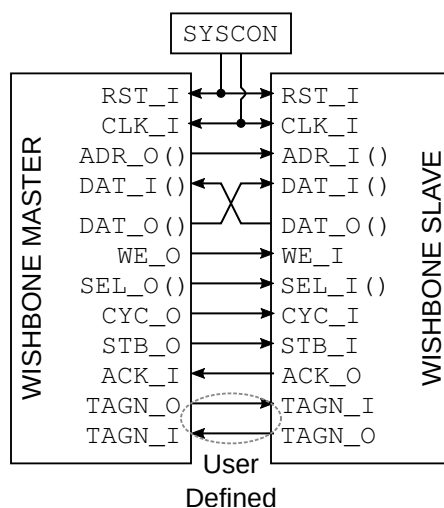 SYSCON
WISHBONE MASTER
RST_I
CLK_I
ADR_O()
DAT_I()
DAT_O()
WE_O
SEL_O()
CYC_O
STB_O
ACK_I
TAGN_O
TAGN_I
RST_I
CLK_I
ADR_I()
DAT_I()
DAT_O()
WE_I
SEL_I()
CYC_I
STB_I
ACK_O
TAGN_I
TAGN_O
WISHBONE SLAVE
User
Defined